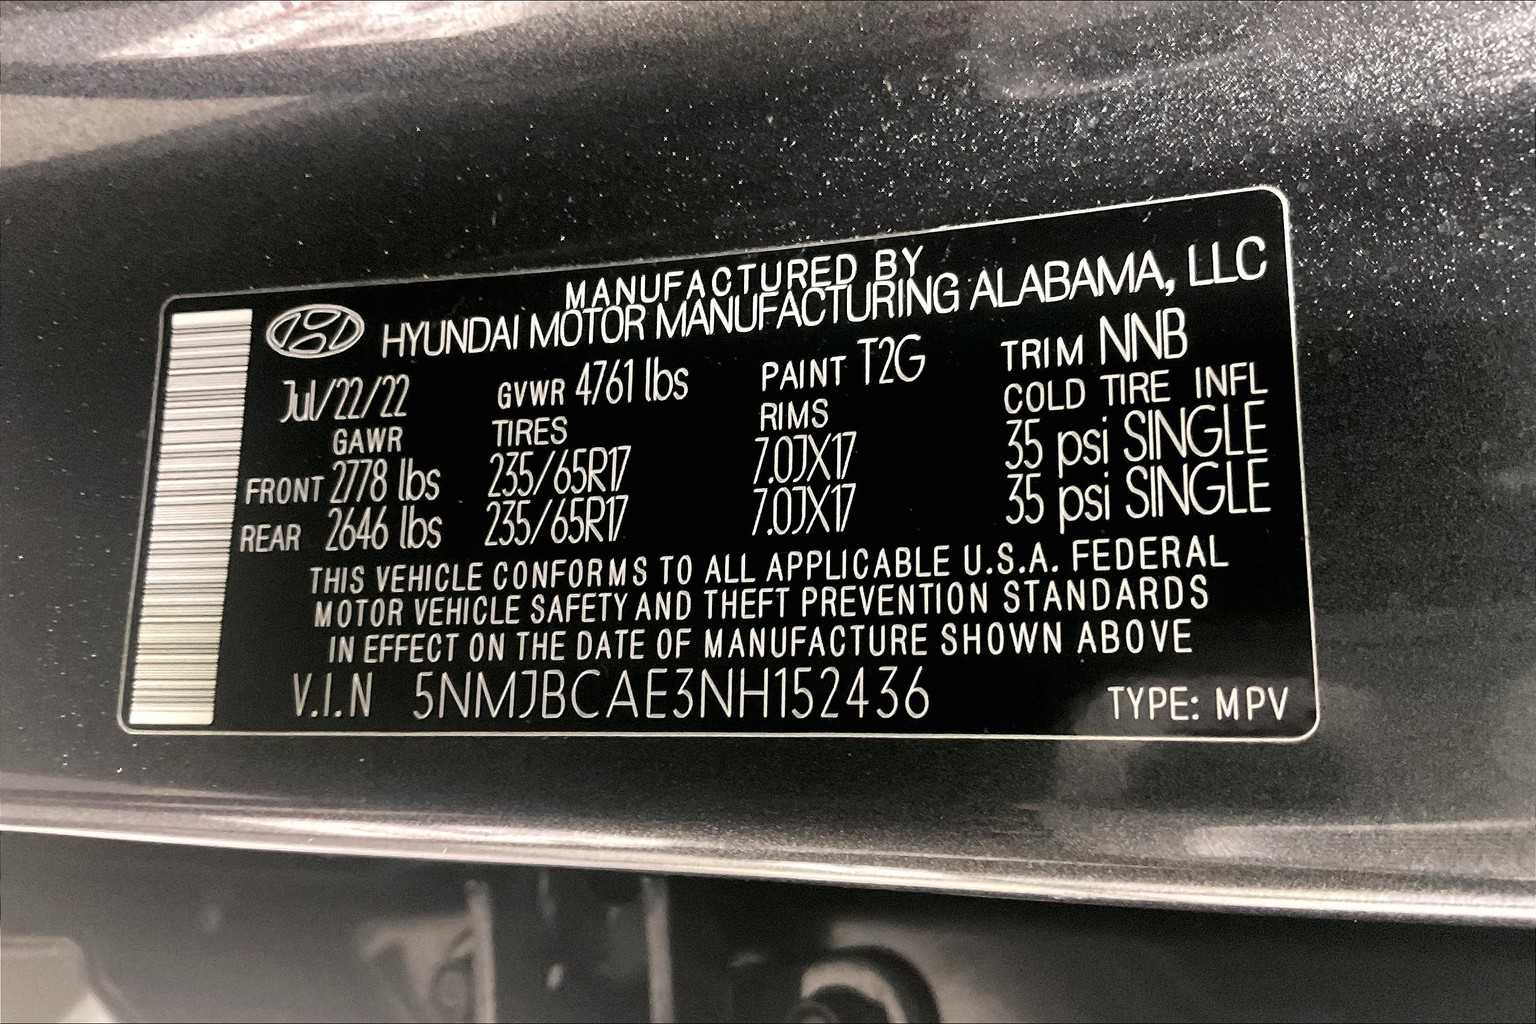 MANUFACTURED BY
HYUNDAI MOTOR MANUFACTURING ALABAMA, LLC
Jul/22/22 GVWR 4761 lbs PAINT T2G TRIM NNB
GAWR TIRES RIMS COLD TIRE INFL
FRONT 2778 lbs 235/65R17 7.0JX17 35 psi SINGLE
REAR 2646 lbs 235/65R17 7.0JX17 35 psi SINGLE
THIS VEHICLE CONFORMS TO ALL APPLICABLE U.S.A. FEDERAL
MOTOR VEHICLE SAFETY AND THEFT PREVENTION STANDARDS
IN EFFECT ON THE DATE OF MANUFACTURE SHOWN ABOVE
V.I.N 5NMJBCAE3NH152436 TYPE: MPV